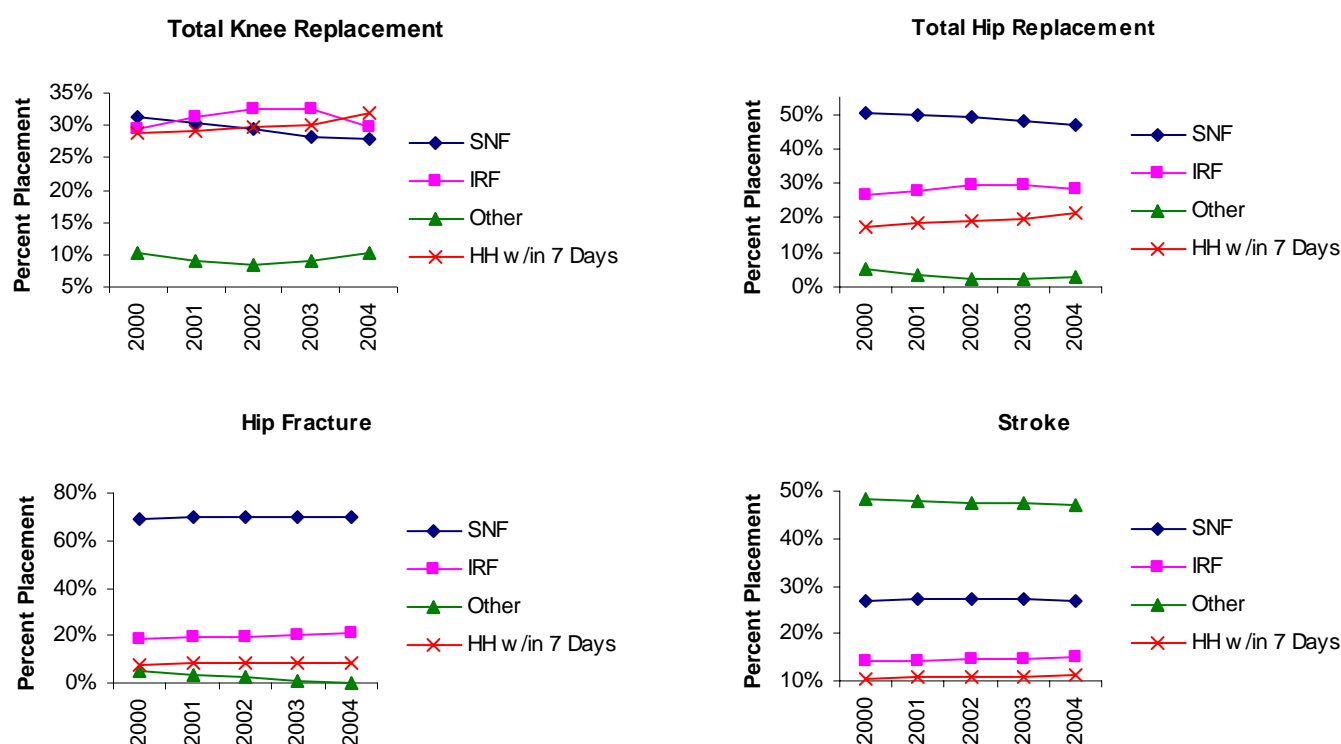 Total Knee Replacement
Percent Placement
35%
30%
25%
20%
15%
10%
5%
2000
2001
2002
2003
2004
SNF
IRF
Other
HH w/in 7 Days
Total Hip Replacement
Percent Placement
50%
40%
30%
20%
10%
0%
2000
2001
2002
2003
2004
SNF
IRF
Other
HH w/in 7 Days
Hip Fracture
Percent Placement
80%
60%
40%
20%
0%
2000
2001
2002
2003
2004
SNF
IRF
Other
HH w/in 7 Days
Stroke
Percent Placement
50%
40%
30%
20%
10%
2000
2001
2002
2003
2004
SNF
IRF
Other
HH w/in 7 Days